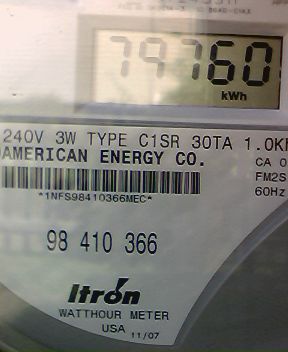 79760
kWh
240V 3W TYPE C1SR 30TA 1.0K
AMERICAN ENERGY CO.
CA 0
FM2S
60Hz
*1NFS98410366MEC*
98 410 366
Itrón
WATTHOUR METER
USA 11/07